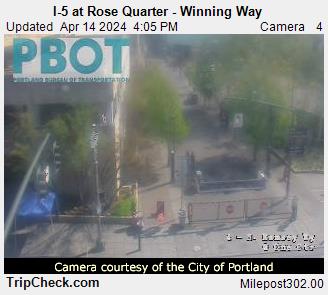 I-5 at Rose Quarter - Winning Way
Updated Apr 14 2024 4:05 PM Camera 4
PBOT
PORTLAND BUREAU OF TRANSPORTATION
Camera courtesy of the City of Portland
TripCheck.com Milepost302.00